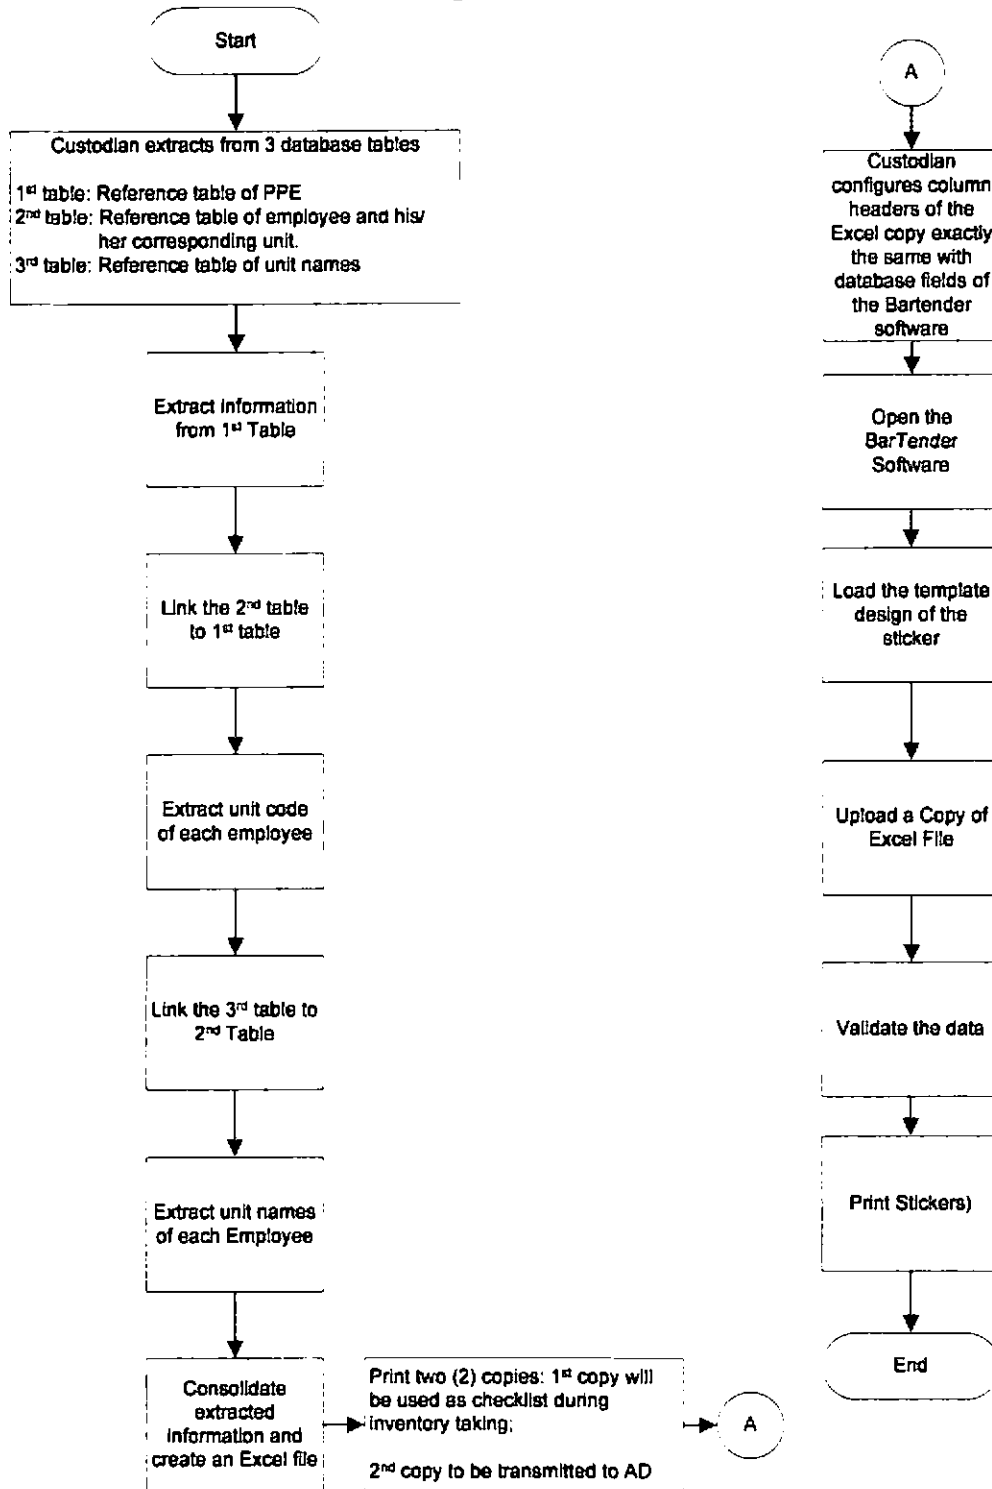 Start
Custodian extracts from 3 database tables
1st table: Reference table of PPE
2nd table: Reference table of employee and his/
her corresponding unit.
3rd table: Reference table of unit names
Extract information
from 1st Table
Link the 2nd table
to 1st table
Extract unit code
of each employee
Link the 3rd table to
2nd Table
Extract unit names
of each Employee
Consolidate
extracted
information and
create an Excel file
Print two (2) copies: 1st copy will
be used as checklist during
inventory taking;
2nd copy to be transmitted to AD
A
A
Custodian
configures column
headers of the
Excel copy exactly
the same with
database fields of
the Bartender
software
Open the
BarTender
Software
Load the template
design of the
sticker
Upload a Copy of
Excel File
Validate the data
Print Stickers)
End